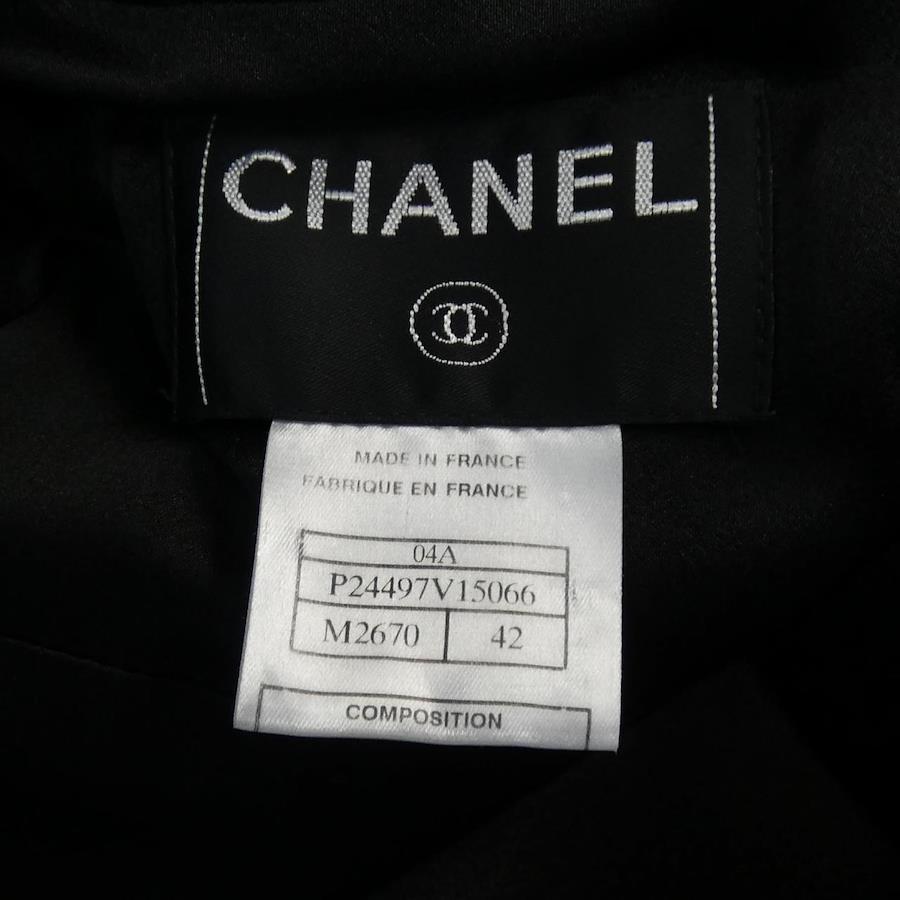 CHANEL
MADE IN FRANCE
FABRIQUE EN FRANCE
04A
P24497V15066
M2670 42
COMPOSITION